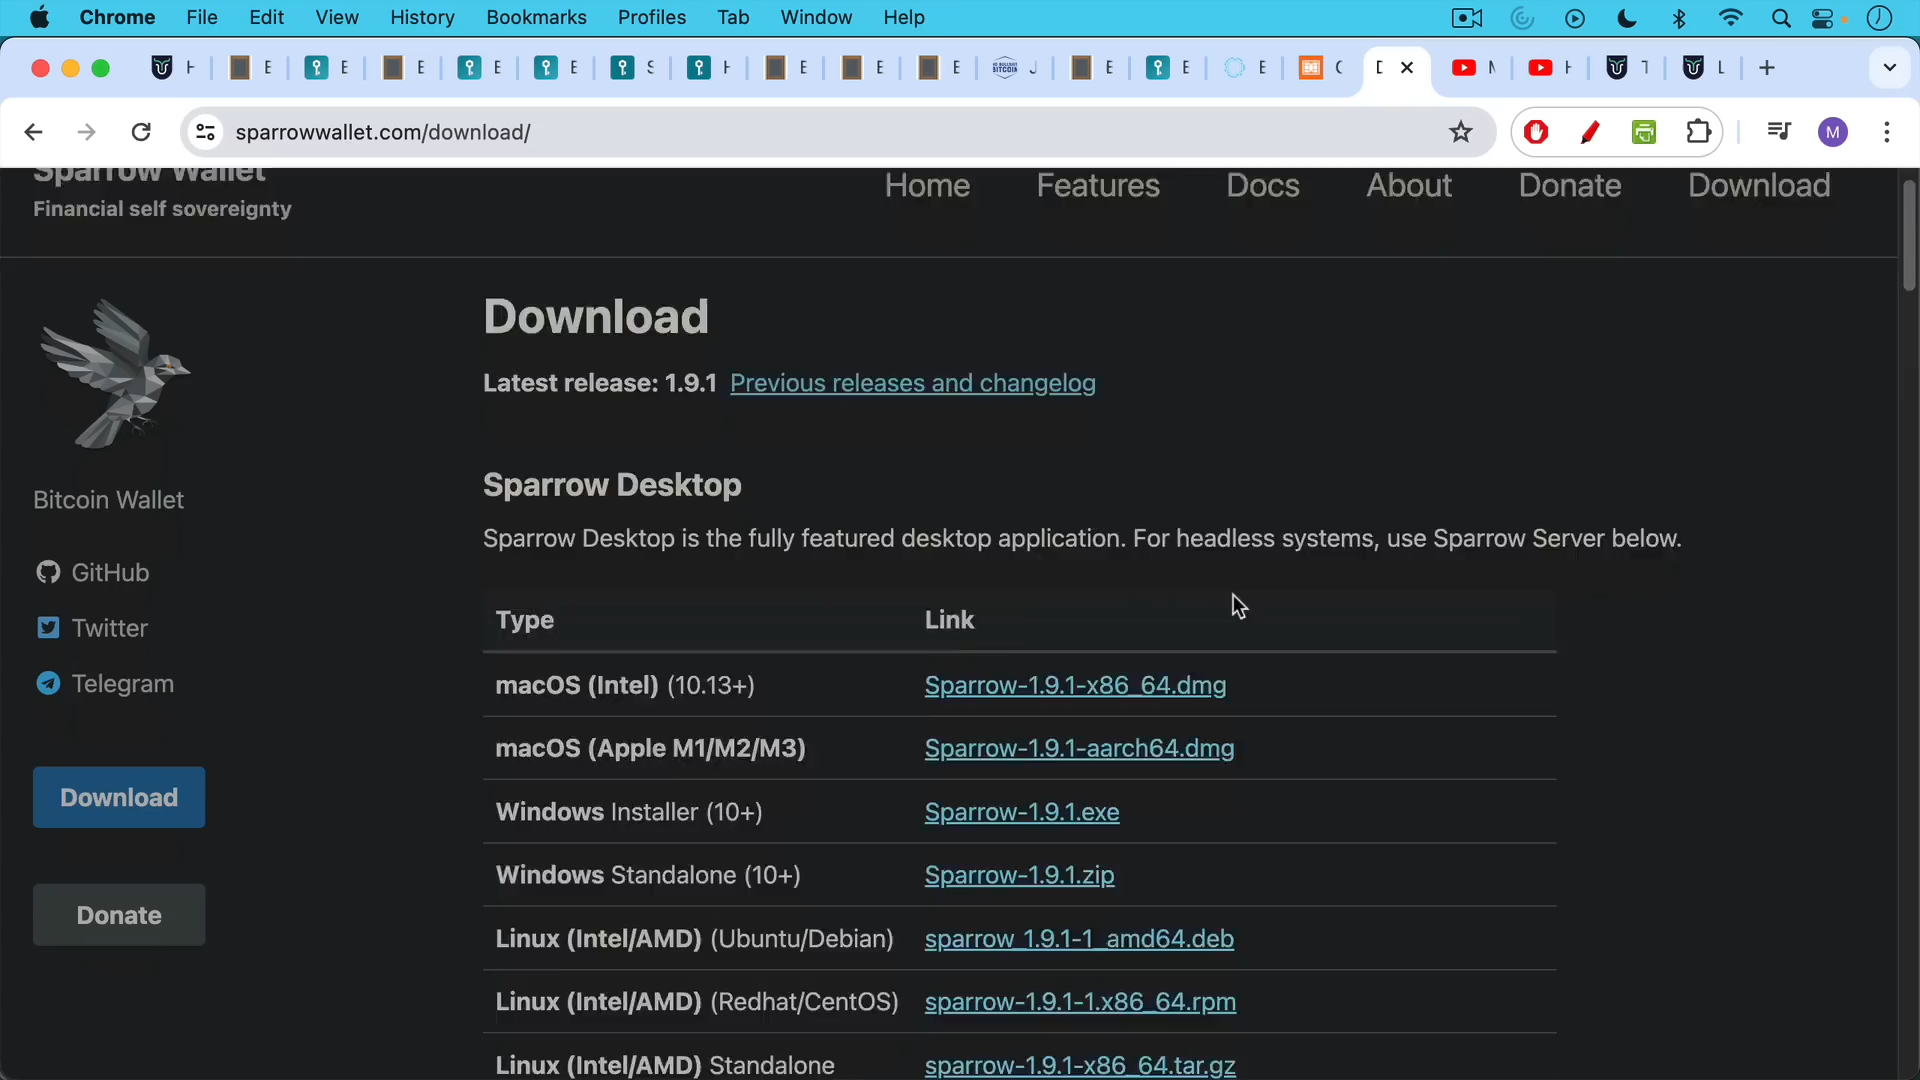 Chrome File Edit View History Bookmarks Profiles Tab Window Help
H E E E E E S H E E E BITCOIN J E E E C D M H T L
sparrowwallet.com/download/
M
Sparrow Wallet
Financial self sovereignty
Home Features Docs About Donate Download
Bitcoin Wallet
GitHub
Twitter
Telegram
Download
Donate
Download
Latest release: 1.9.1 Previous releases and changelog
Sparrow Desktop
Sparrow Desktop is the fully featured desktop application. For headless systems, use Sparrow Server below.
Type Link
macOS (Intel) (10.13+) Sparrow-1.9.1-x86_64.dmg
macOS (Apple M1/M2/M3) Sparrow-1.9.1-aarch64.dmg
Windows Installer (10+) Sparrow-1.9.1.exe
Windows Standalone (10+) Sparrow-1.9.1.zip
Linux (Intel/AMD) (Ubuntu/Debian) sparrow_1.9.1-1_amd64.deb
Linux (Intel/AMD) (Redhat/CentOS) sparrow-1.9.1-1.x86_64.rpm
Linux (Intel/AMD) Standalone sparrow-1.9.1-x86_64.tar.gz